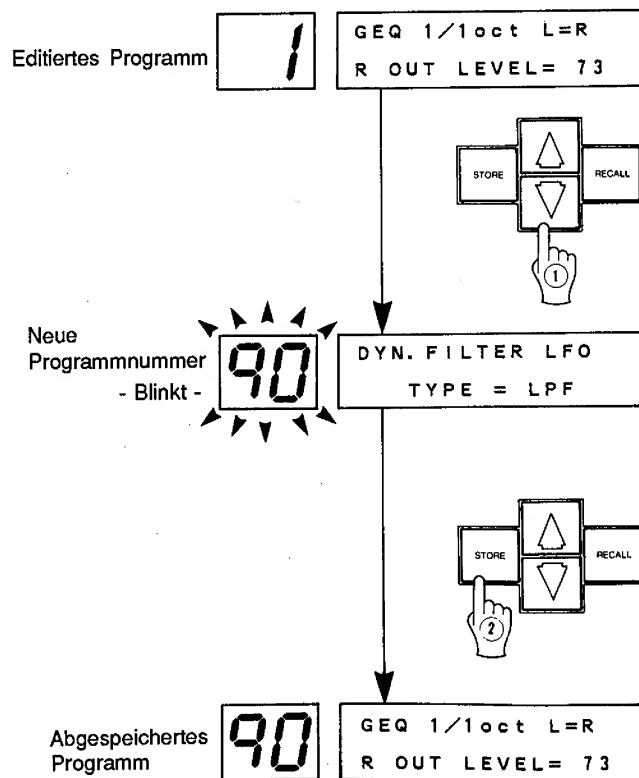 Editiertes Programm
1
GEQ 1/1oct L=R
R OUT LEVEL= 73
STORE
RECALL
1
Neue
Programmnummer
- Blinkt -
90
DYN. FILTER LFO
TYPE = LPF
STORE
RECALL
2
Abgespeichertes
Programm
90
GEQ 1/1oct L=R
R OUT LEVEL= 73